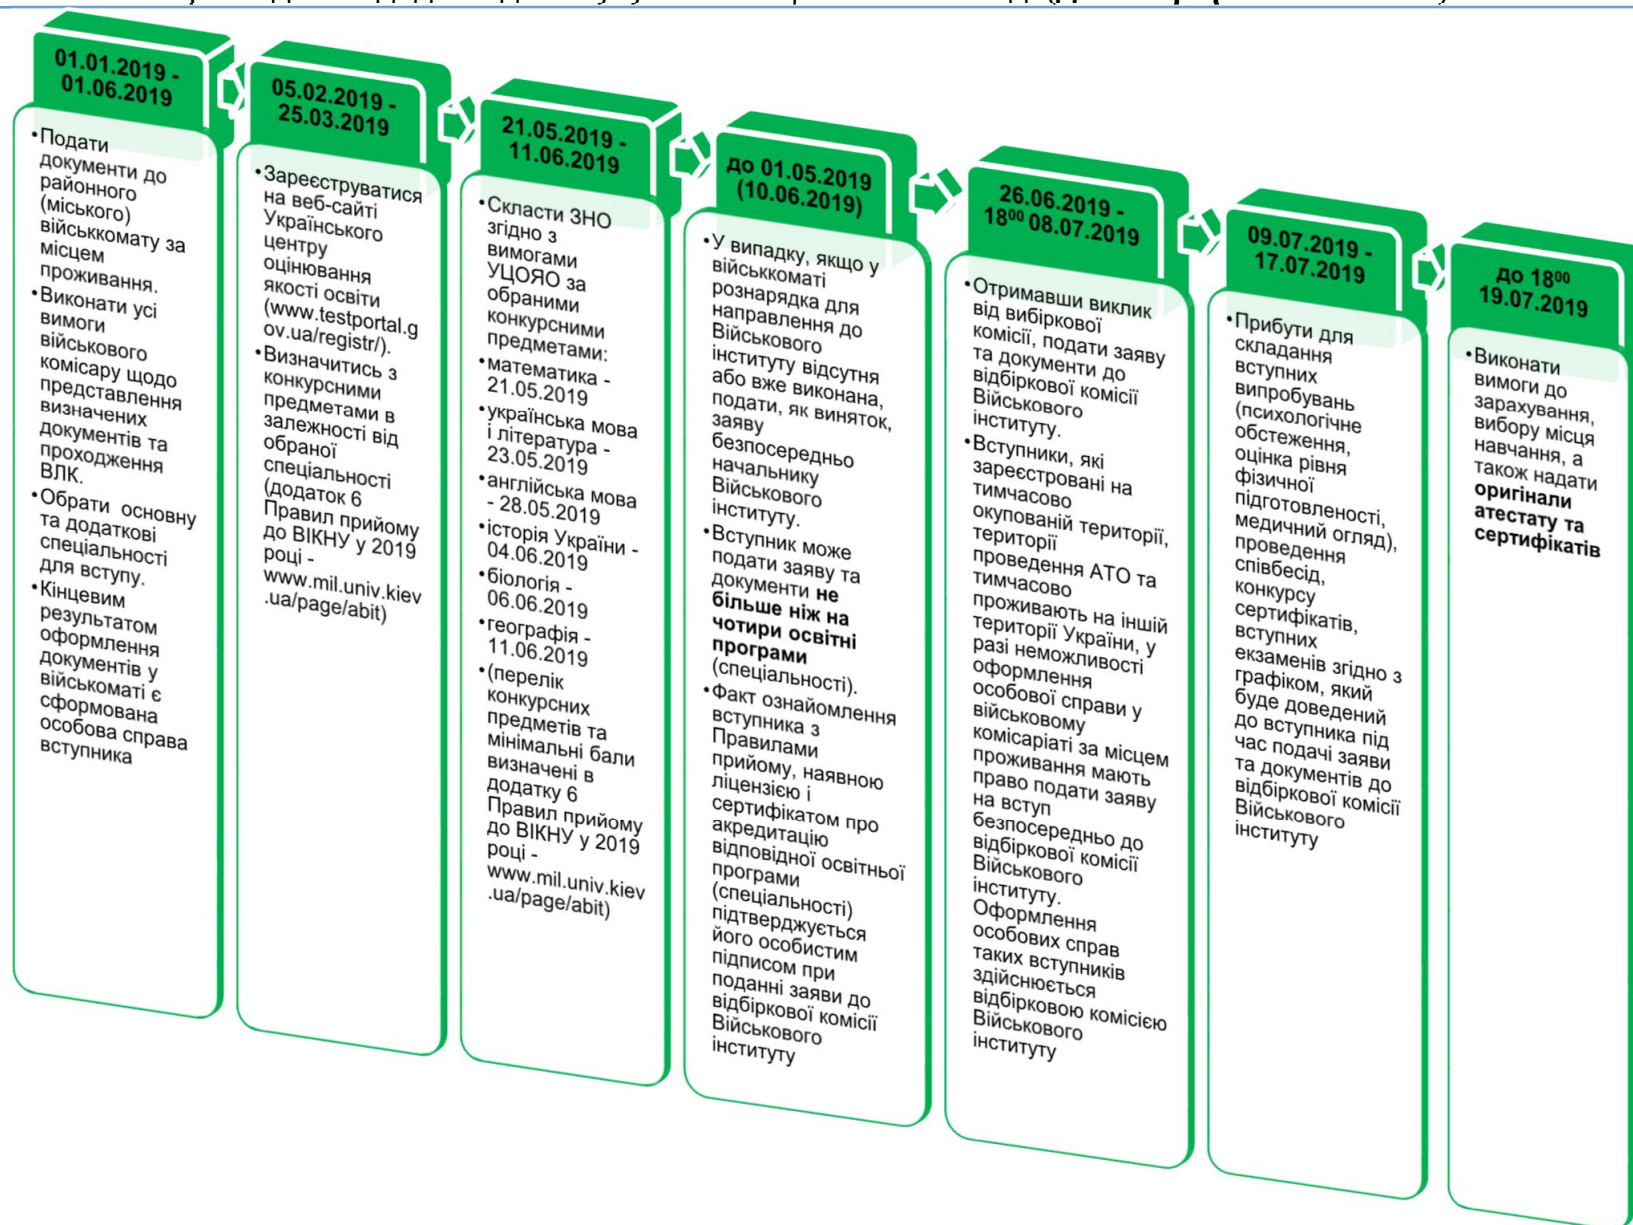 01.01.2019 -
01.06.2019
•Подати
документи до
районного
(міського)
військкомату за
місцем
проживання.
•Виконати усі
вимоги
військового
комісару щодо
представлення
визначених
документів та
проходження
ВЛК.
•Обрати основну
та додаткові
спеціальності
для вступу.
•Кінцевим
результатом
оформлення
документів у
військоматі є
сформована
особова справа
вступника
05.02.2019 -
25.03.2019
•Зареєструватися
на веб-сайті
Українського
центру
оцінювання
якості освіти
(www.testportal.g
ov.ua/registr/).
•Визначитись з
конкурсними
предметами в
залежності від
обраної
спеціальності
(додаток 6
Правил прийому
до ВІКНУ у 2019
році -
www.mil.univ.kiev
.ua/page/abit)
21.05.2019 -
11.06.2019
•Скласти ЗНО
згідно з
вимогами
УЦОЯО за
обраними
конкурсними
предметами:
•математика -
21.05.2019
•українська мова
і література -
23.05.2019
•англійська мова
- 28.05.2019
•історія України -
04.06.2019
•біологія -
06.06.2019
•географія -
11.06.2019
•(перелік
конкурсних
предметів та
мінімальні бали
визначені в
додатку 6
Правил прийому
до ВІКНУ у 2019
році -
www.mil.univ.kiev
.ua/page/abit)
до 01.05.2019
(10.06.2019)
•У випадку, якщо у
військкоматі
рознарядка для
направлення до
Військового
інституту відсутня
або вже виконана,
подати, як виняток,
заяву
безпосередньо
начальнику
Військового
інституту.
•Вступник може
подати заяву та
документи не
більше ніж на
чотири освітні
програми
(спеціальності).
•Факт ознайомлення
вступника з
Правилами
прийому, наявною
ліцензією і
сертифікатом про
акредитацію
відповідної освітньої
програми
(спеціальності)
підтверджується
його особистим
підписом при
поданні заяви до
відбіркової комісії
Військового
інституту
26.06.2019 -
18⁰⁰ 08.07.2019
•Отримавши виклик
від вибіркової
комісії, подати заяву
та документи до
відбіркової комісії
Військового
інституту.
•Вступники, які
зареєстровані на
тимчасово
окупованій території,
території
проведення АТО та
тимчасово
проживають на іншій
території України, у
разі неможливості
оформлення
особової справи у
військовому
комісаріаті за місцем
проживання мають
право подати заяву
на вступ
безпосередньо до
відбіркової комісії
Військового
інституту.
Оформлення
особових справ
таких вступників
здійснюється
відбірковою комісією
Військового
інституту
09.07.2019 -
17.07.2019
•Прибути для
складання
вступних
випробувань
(психологічне
обстеження,
оцінка рівня
фізичної
підготовленості,
медичний огляд),
проведення
співбесід,
конкурсу
сертифікатів,
вступних
екзаменів згідно з
графіком, який
буде доведений
до вступника під
час подачі заяви
та документів до
відбіркової комісії
Військового
інституту
до 18⁰⁰
19.07.2019
•Виконати
вимоги до
зарахування,
вибору місця
навчання, а
також надати
оригінали
атестату та
сертифікатів